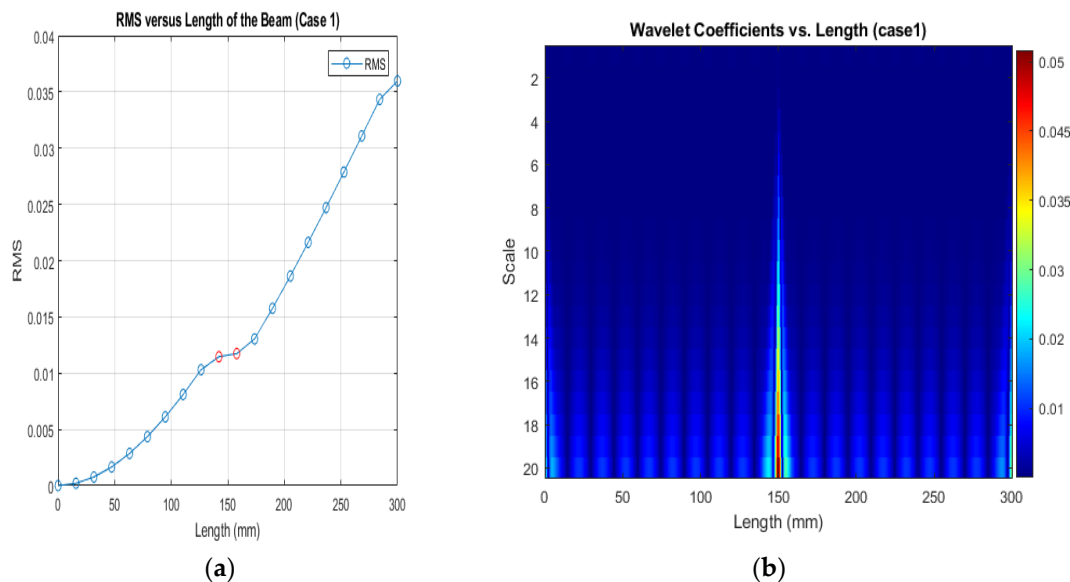 RMS versus Length of the Beam (Case 1)
0.04
0.035
0.03
0.025
0.02
0.015
0.01
0.005
0
RMS
RMS
0 50 100 150 200 250 300
Length (mm)
(a)
Wavelet Coefficients vs. Length (case1)
2
4
6
8
10
12
14
16
18
20
Scale
0 50 100 150 200 250 300
Length (mm)
0.05
0.045
0.03
0.03
0.02
0.01
(b)